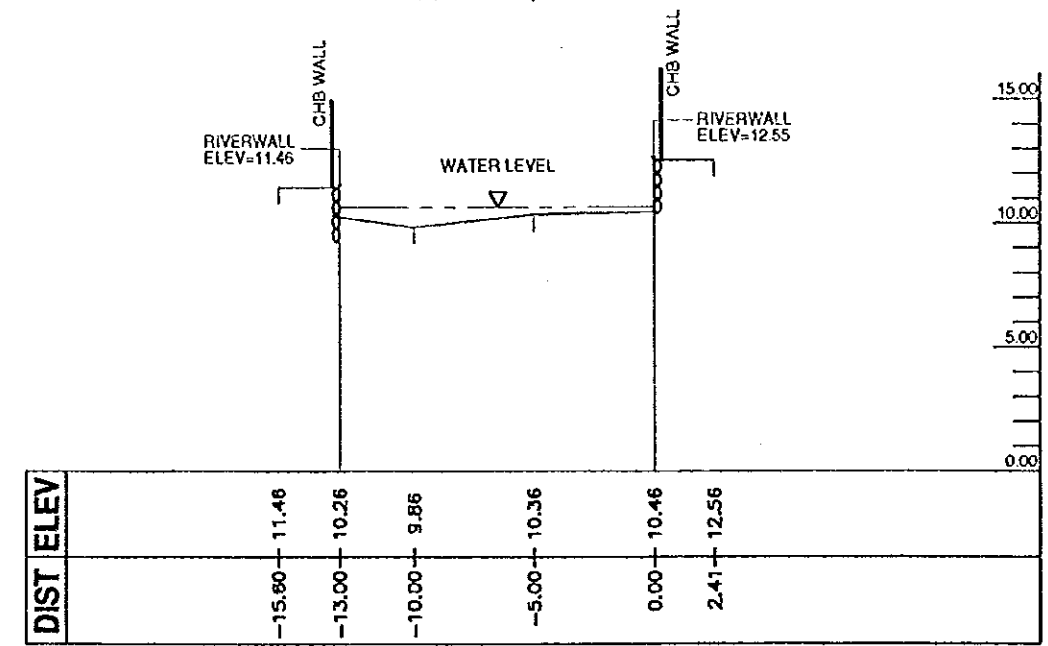 CHB WALL
CHB WALL
RIVERWALL
ELEV=11.46
WATER LEVEL
RIVERWALL
ELEV=12.55
15.00
10.00
5.00
0.00
ELEV
11.46
10.26
9.86
10.36
10.46
12.56
DIST
-15.60
-13.00
-10.00
-5.00
0.00
2.41